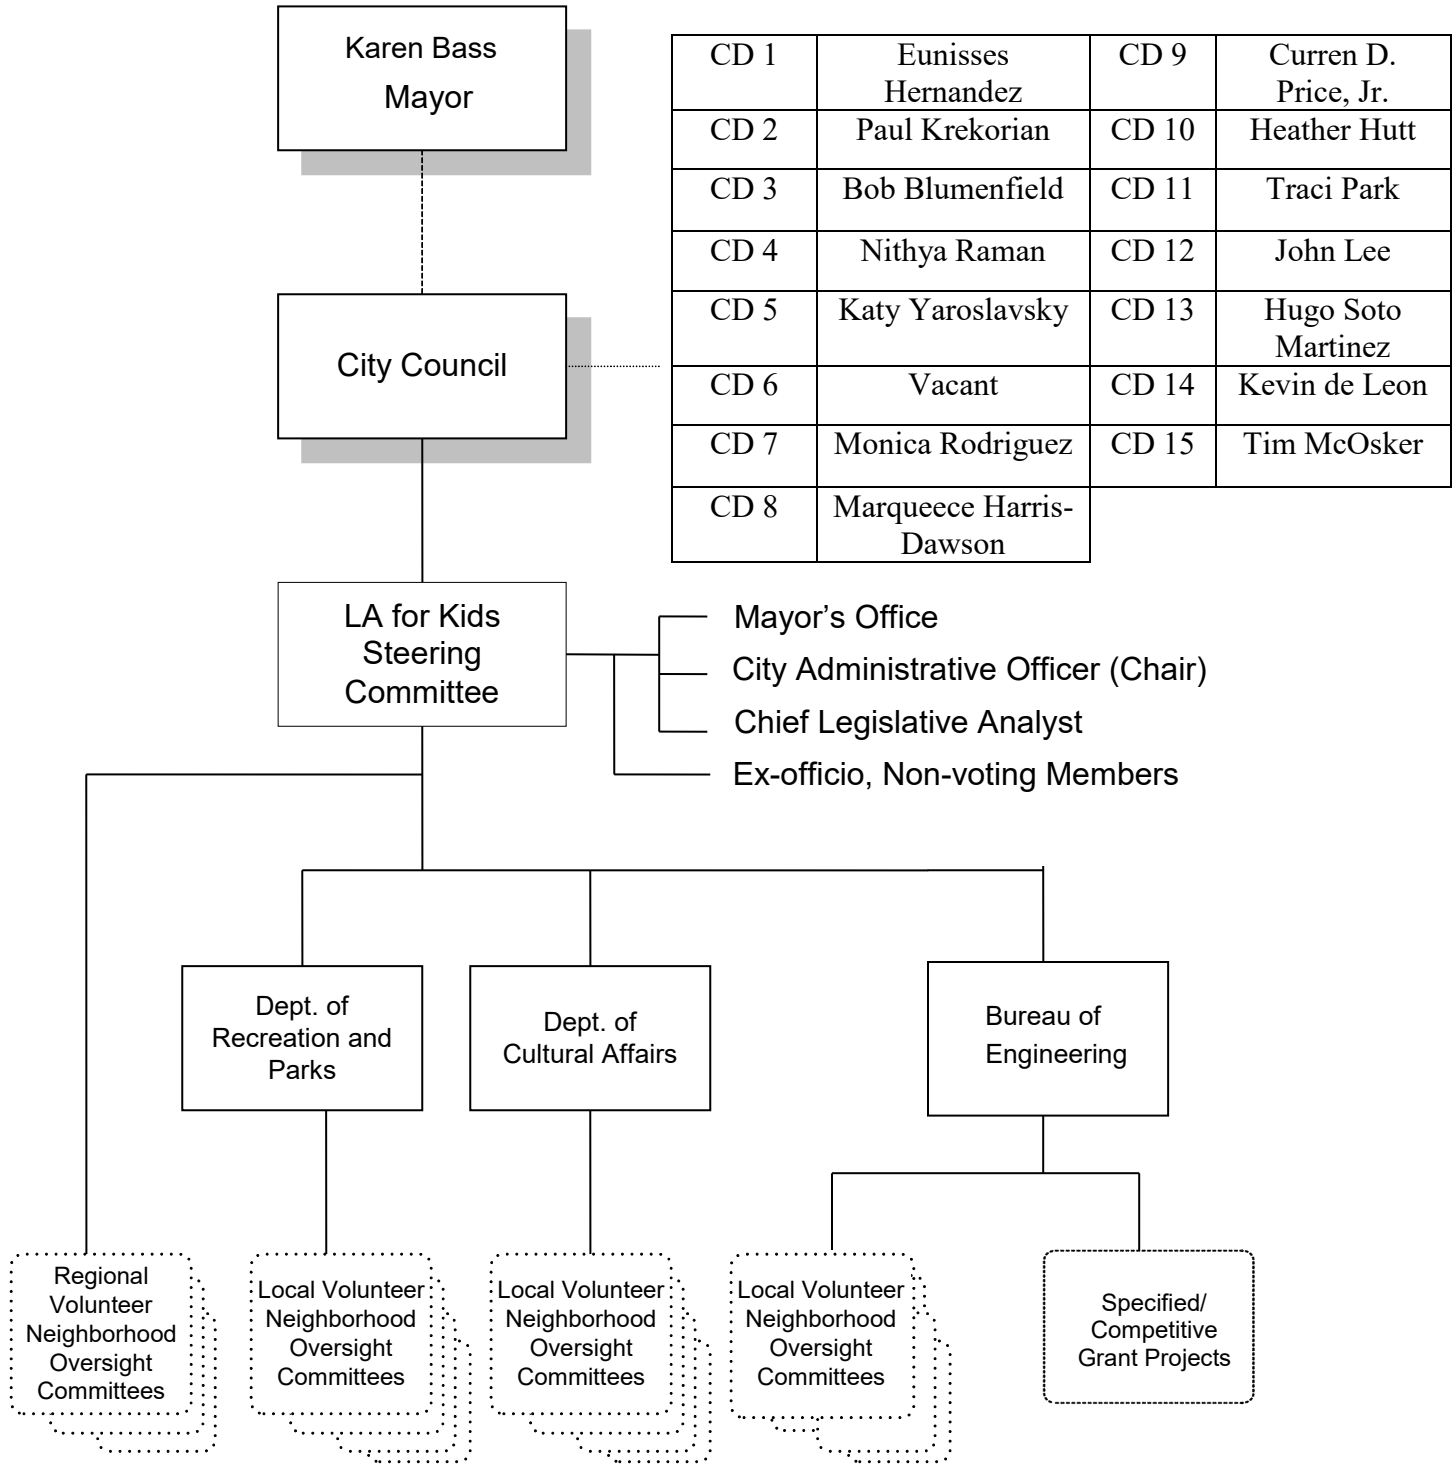 Karen Bass
Mayor
CD 1 Eunisses Hernandez CD 9 Curren D. Price, Jr.
CD 2 Paul Krekorian CD 10 Heather Hutt
CD 3 Bob Blumenfield CD 11 Traci Park
CD 4 Nithya Raman CD 12 John Lee
CD 5 Katy Yaroslavsky CD 13 Hugo Soto Martinez
CD 6 Vacant CD 14 Kevin de Leon
CD 7 Monica Rodriguez CD 15 Tim McOsker
CD 8 Marqueece Harris-Dawson
City Council
LA for Kids
Steering
Committee
Mayor’s Office
City Administrative Officer (Chair)
Chief Legislative Analyst
Ex-officio, Non-voting Members
Dept. of
Recreation and
Parks
Dept. of
Cultural Affairs
Bureau of
Engineering
Regional
Volunteer
Neighborhood
Oversight
Committees
Local Volunteer
Neighborhood
Oversight
Committees
Local Volunteer
Neighborhood
Oversight
Committees
Local Volunteer
Neighborhood
Oversight
Committees
Specified/
Competitive
Grant Projects